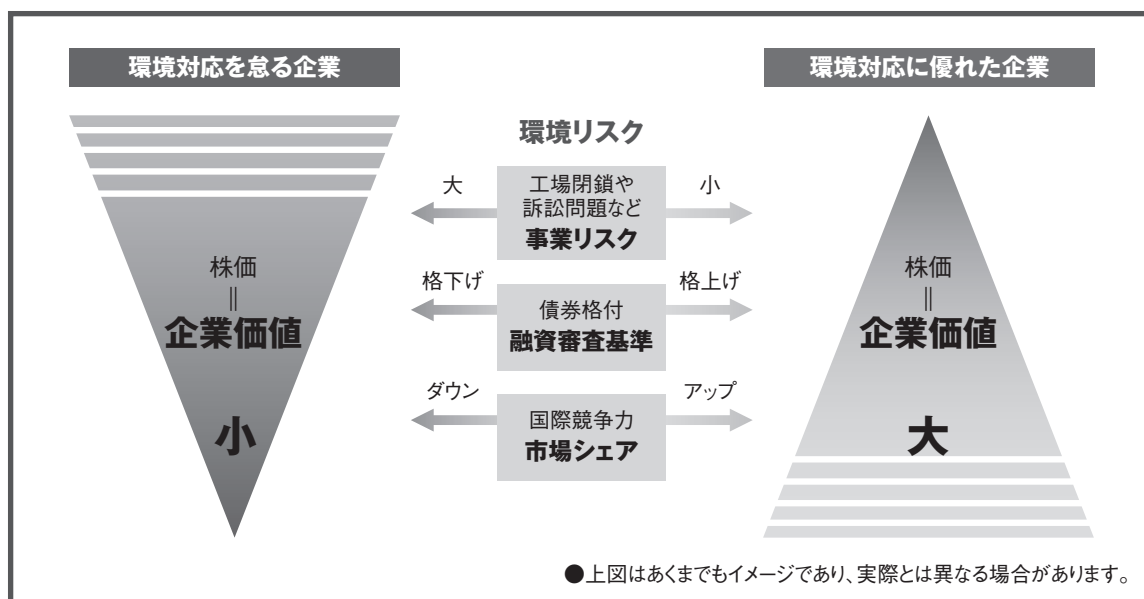 環境対応を怠る企業
環境対応に優れた企業
環境リスク
大
工場閉鎖や
訴訟問題など
事業リスク
小
株価
||
企業価値
小
格下げ
債券格付
融資審査基準
格上げ
ダウン
国際競争力
市場シェア
アップ
株価
||
企業価値
大
●上図はあくまでもイメージであり、実際とは異なる場合があります。